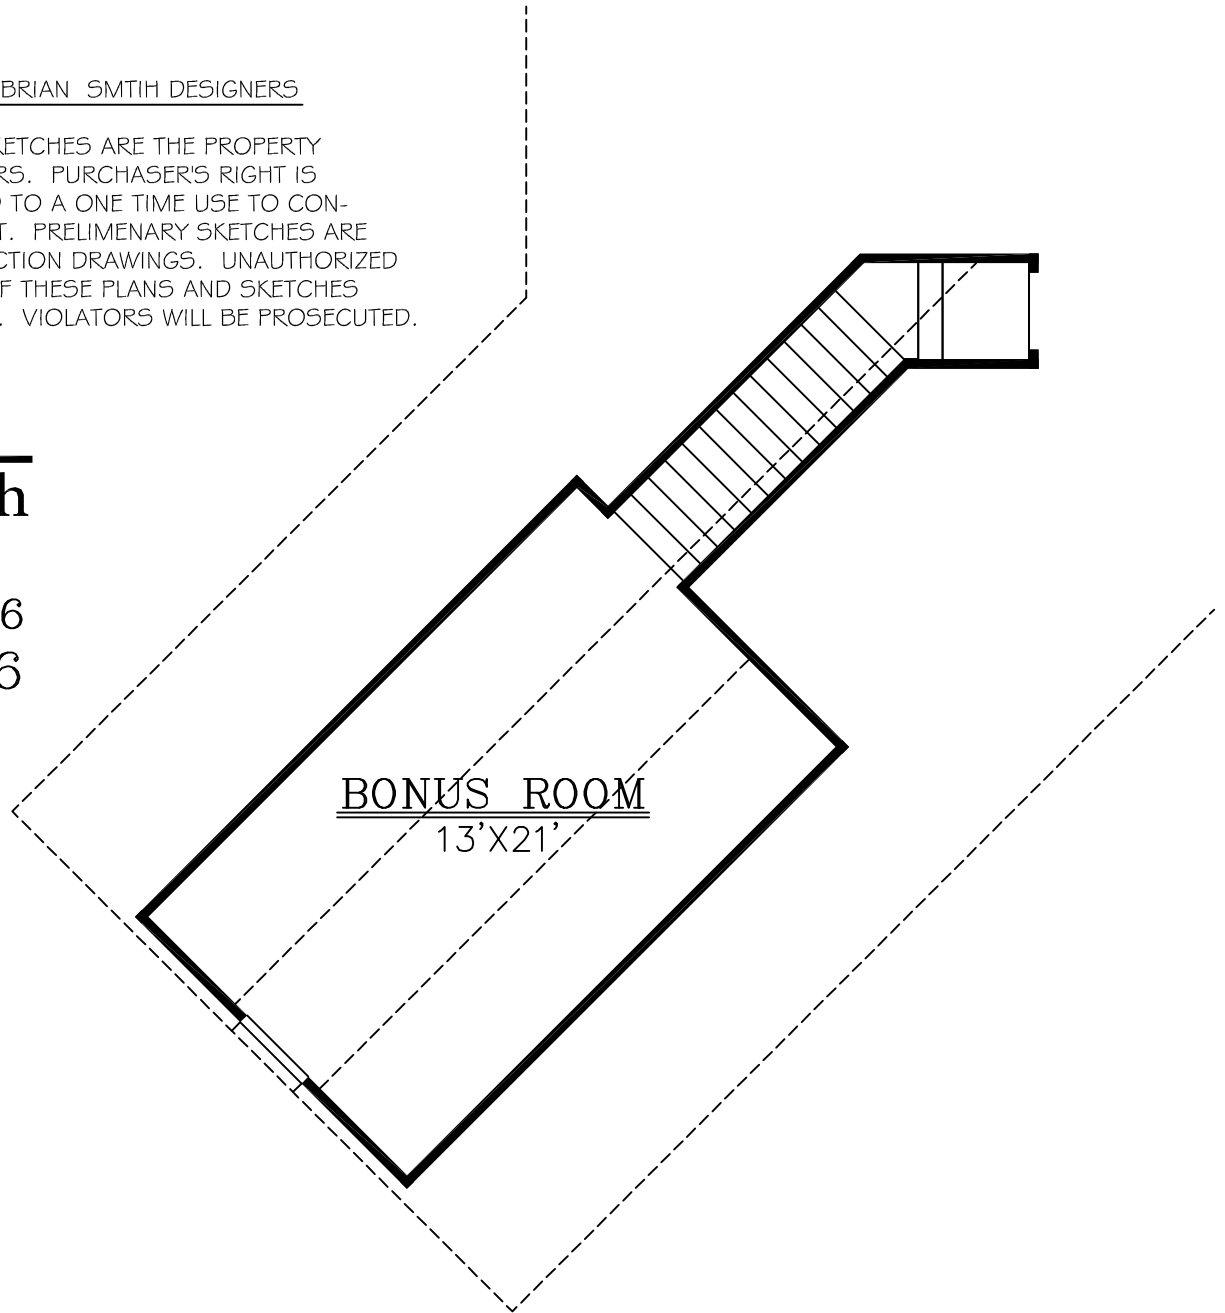 BRIAN SMTIH DESIGNERS
KETCHES ARE THE PROPERTY
RS. PURCHASER'S RIGHT IS
TO A ONE TIME USE TO CON-
T. PRELIMENARY SKETCHES ARE
CTION DRAWINGS. UNAUTHORIZED
F THESE PLANS AND SKETCHES
. VIOLATORS WILL BE PROSECUTED.
h
6
6
BONUS ROOM
13'X21'